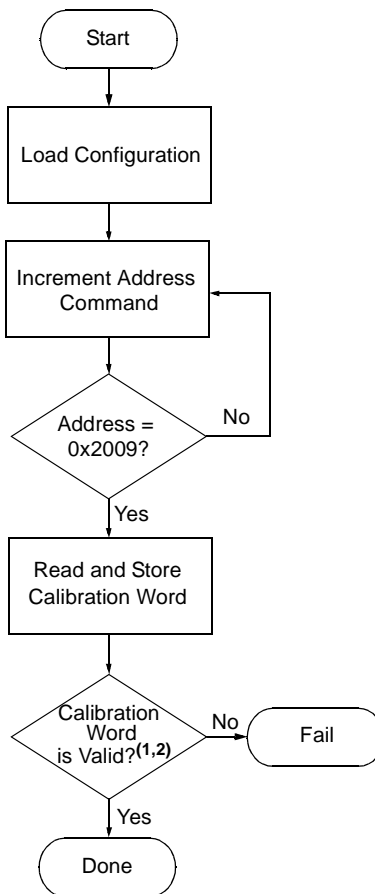 Start
Load Configuration
Increment Address
Command
Address =
0x2009?
No
Yes
Read and Store
Calibration Word
Calibration
Word
is Valid?(1,2)
No
Fail
Yes
Done